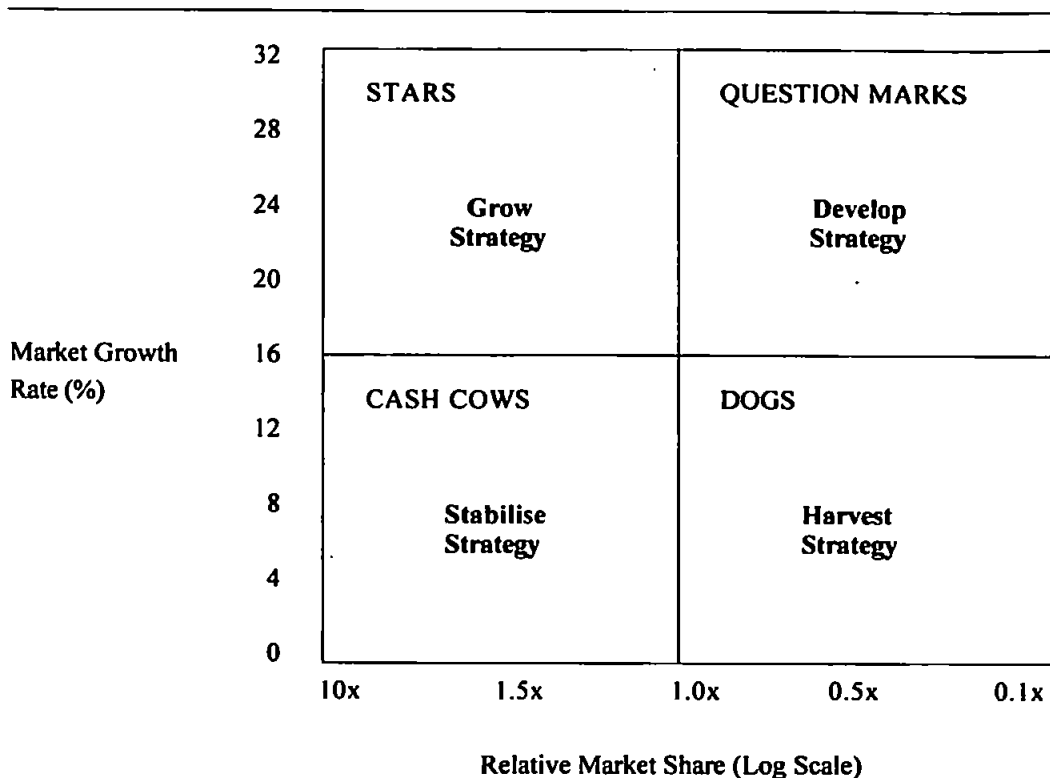 32
STARS
QUESTION MARKS
28
24
Grow
Strategy
Develop
Strategy
20
Market Growth
Rate (%)
16
CASH COWS
DOGS
12
8
Stabilise
Strategy
Harvest
Strategy
4
0
10x 1.5x 1.0x 0.5x 0.1x
Relative Market Share (Log Scale)